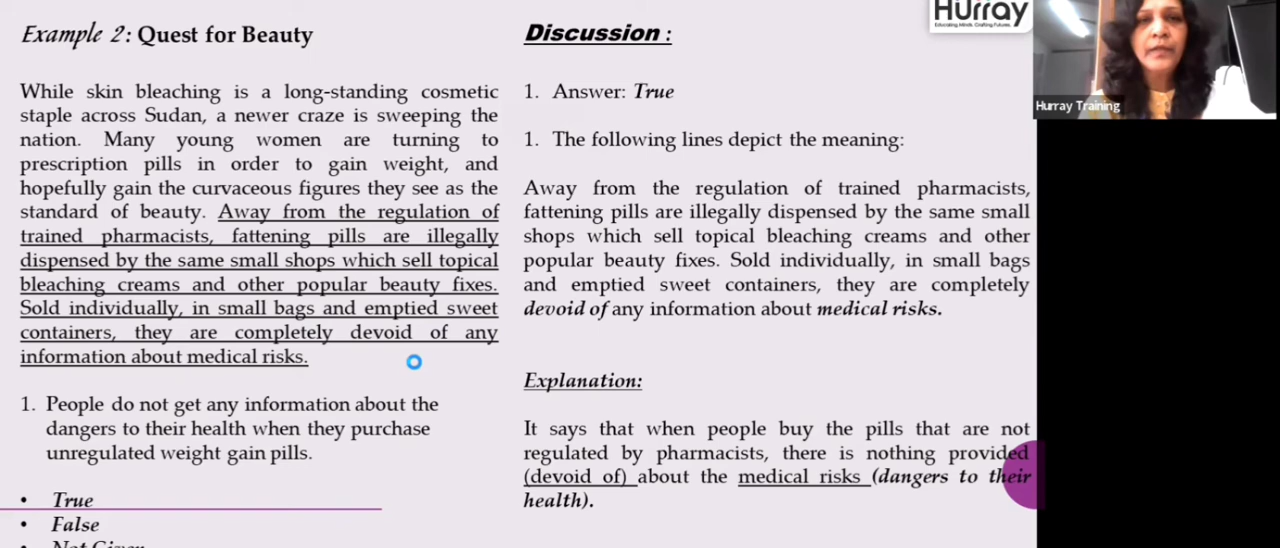 Example 2: Quest for Beauty
While skin bleaching is a long-standing cosmetic
staple across Sudan, a newer craze is sweeping the
nation. Many young women are turning to
prescription pills in order to gain weight, and
hopefully gain the curvaceous figures they see as the
standard of beauty. Away from the regulation of
trained pharmacists, fattening pills are illegally
dispensed by the same small shops which sell topical
bleaching creams and other popular beauty fixes.
Sold individually, in small bags and emptied sweet
containers, they are completely devoid of any
information about medical risks.
1. People do not get any information about the
dangers to their health when they purchase
unregulated weight gain pills.
• True
• False
• Not Given
Discussion :
1. Answer: True
1. The following lines depict the meaning:
Away from the regulation of trained pharmacists,
fattening pills are illegally dispensed by the same small
shops which sell topical bleaching creams and other
popular beauty fixes. Sold individually, in small bags
and emptied sweet containers, they are completely
devoid of any information about medical risks.
Explanation:
It says that when people buy the pills that are not
regulated by pharmacists, there is nothing provided
(devoid of) about the medical risks (dangers to their
health).
Hurray
Educating Minds. Crafting Futures.
Hurray Training